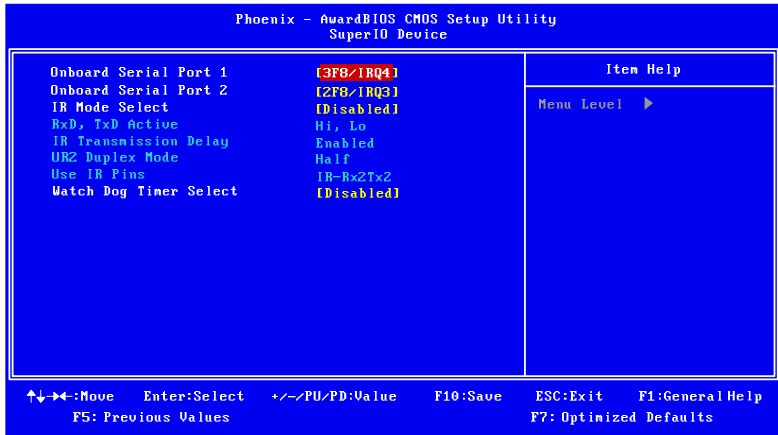 Phoenix - AwardBIOS CMOS Setup Utility
SuperIO Device
Onboard Serial Port 1 [3F8/IRQ4]
Onboard Serial Port 2 [2F8/IRQ3]
IR Mode Select [Disabled]
RxD, TxD Active Hi, Lo
IR Transmission Delay Enabled
UR2 Duplex Mode Half
Use IR Pins IR-Rx2Tx2
Watch Dog Timer Select [Disabled]
Item Help
Menu Level ▶
↑↓→←:Move Enter:Select +/-/PU/PD:Value F10:Save ESC:Exit F1:General Help
F5: Previous Values F7: Optimized Defaults